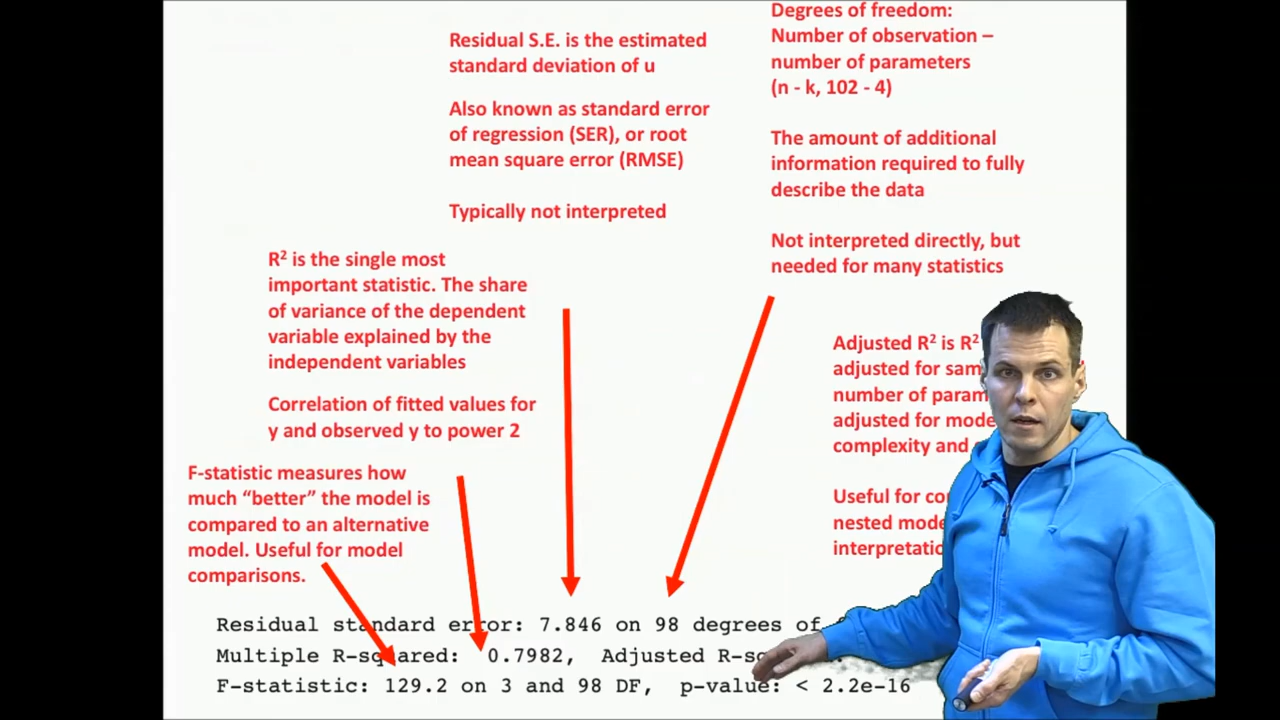 Residual S.E. is the estimated
standard deviation of u
Also known as standard error
of regression (SER), or root
mean square error (RMSE)
Typically not interpreted
Degrees of freedom:
Number of observation –
number of parameters
(n - k, 102 - 4)
The amount of additional
information required to fully
describe the data
Not interpreted directly, but
needed for many statistics
R² is the single most
important statistic. The share
of variance of the dependent
variable explained by the
independent variables
Correlation of fitted values for
y and observed y to power 2
F-statistic measures how
much “better” the model is
compared to an alternative
model. Useful for model
comparisons.
Adjusted R² is R²
adjusted for
number of
adjusted for
complexity and
Useful for
nested
Residual standard error: 7.846 on 98 degrees of
Multiple R-squared: 0.7982, Adjusted
F-statistic: 129.2 on 3 and 98 DF, p-value: < 2.2e-16